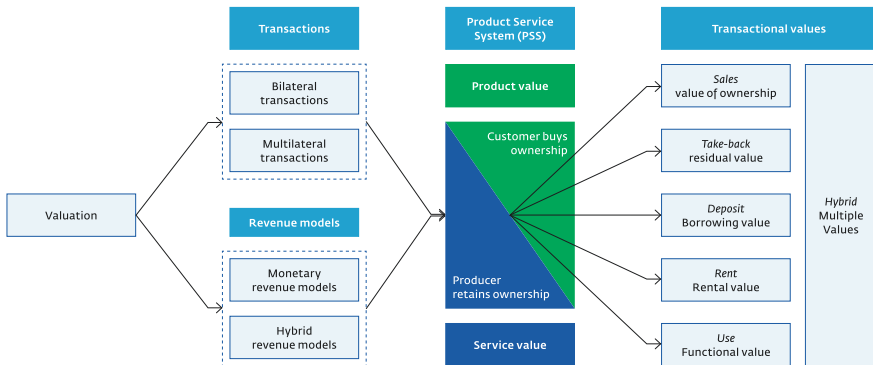 Transactions
Product Service
System (PSS)
Transactional values
Bilateral
transactions
Multilateral
transactions
Product value
Customer buys
ownership
Producer
retains ownership
Service value
Valuation
Revenue models
Monetary
revenue models
Hybrid
revenue models
Sales
value of ownership
Take-back
residual value
Deposit
Borrowing value
Rent
Rental value
Use
Functional value
Hybrid
Multiple
Values